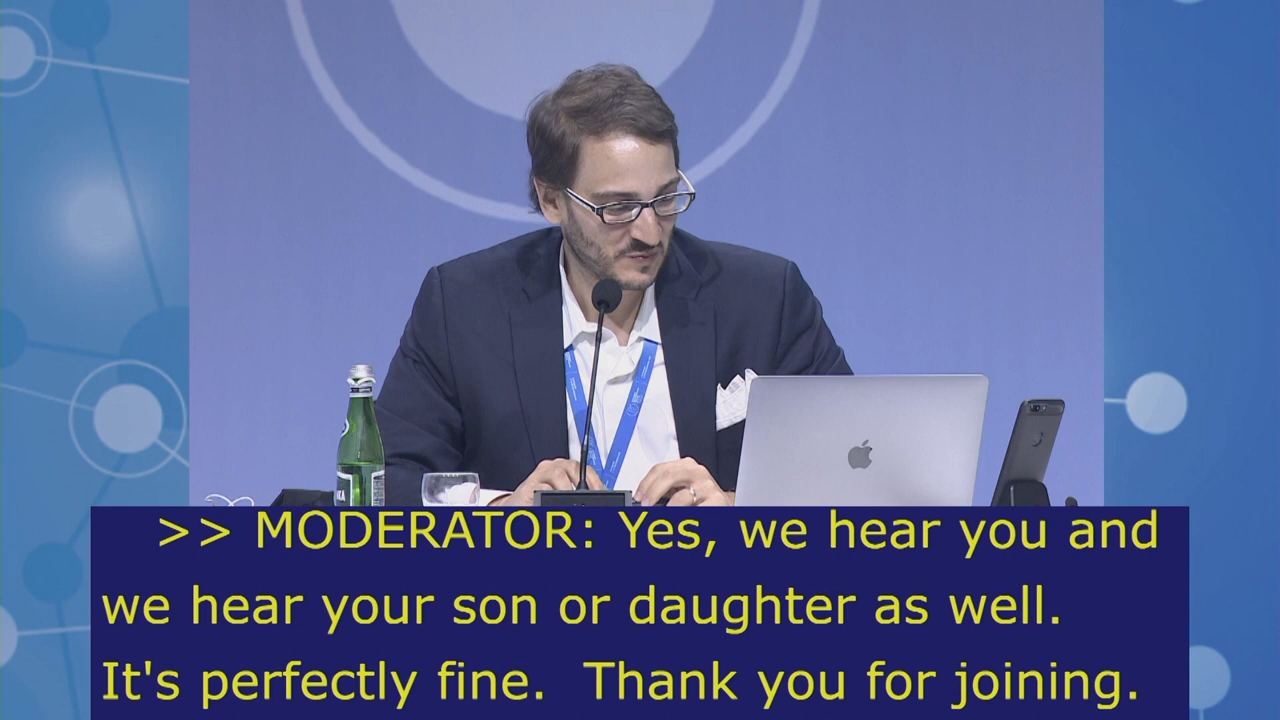 >> MODERATOR: Yes, we hear you and
we hear your son or daughter as well.
It's perfectly fine.  Thank you for joining.